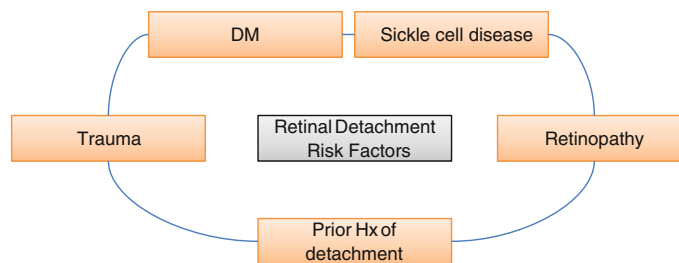 DM
Sickle cell disease
Trauma
Retinal Detachment
Risk Factors
Retinopathy
Prior Hx of
detachment